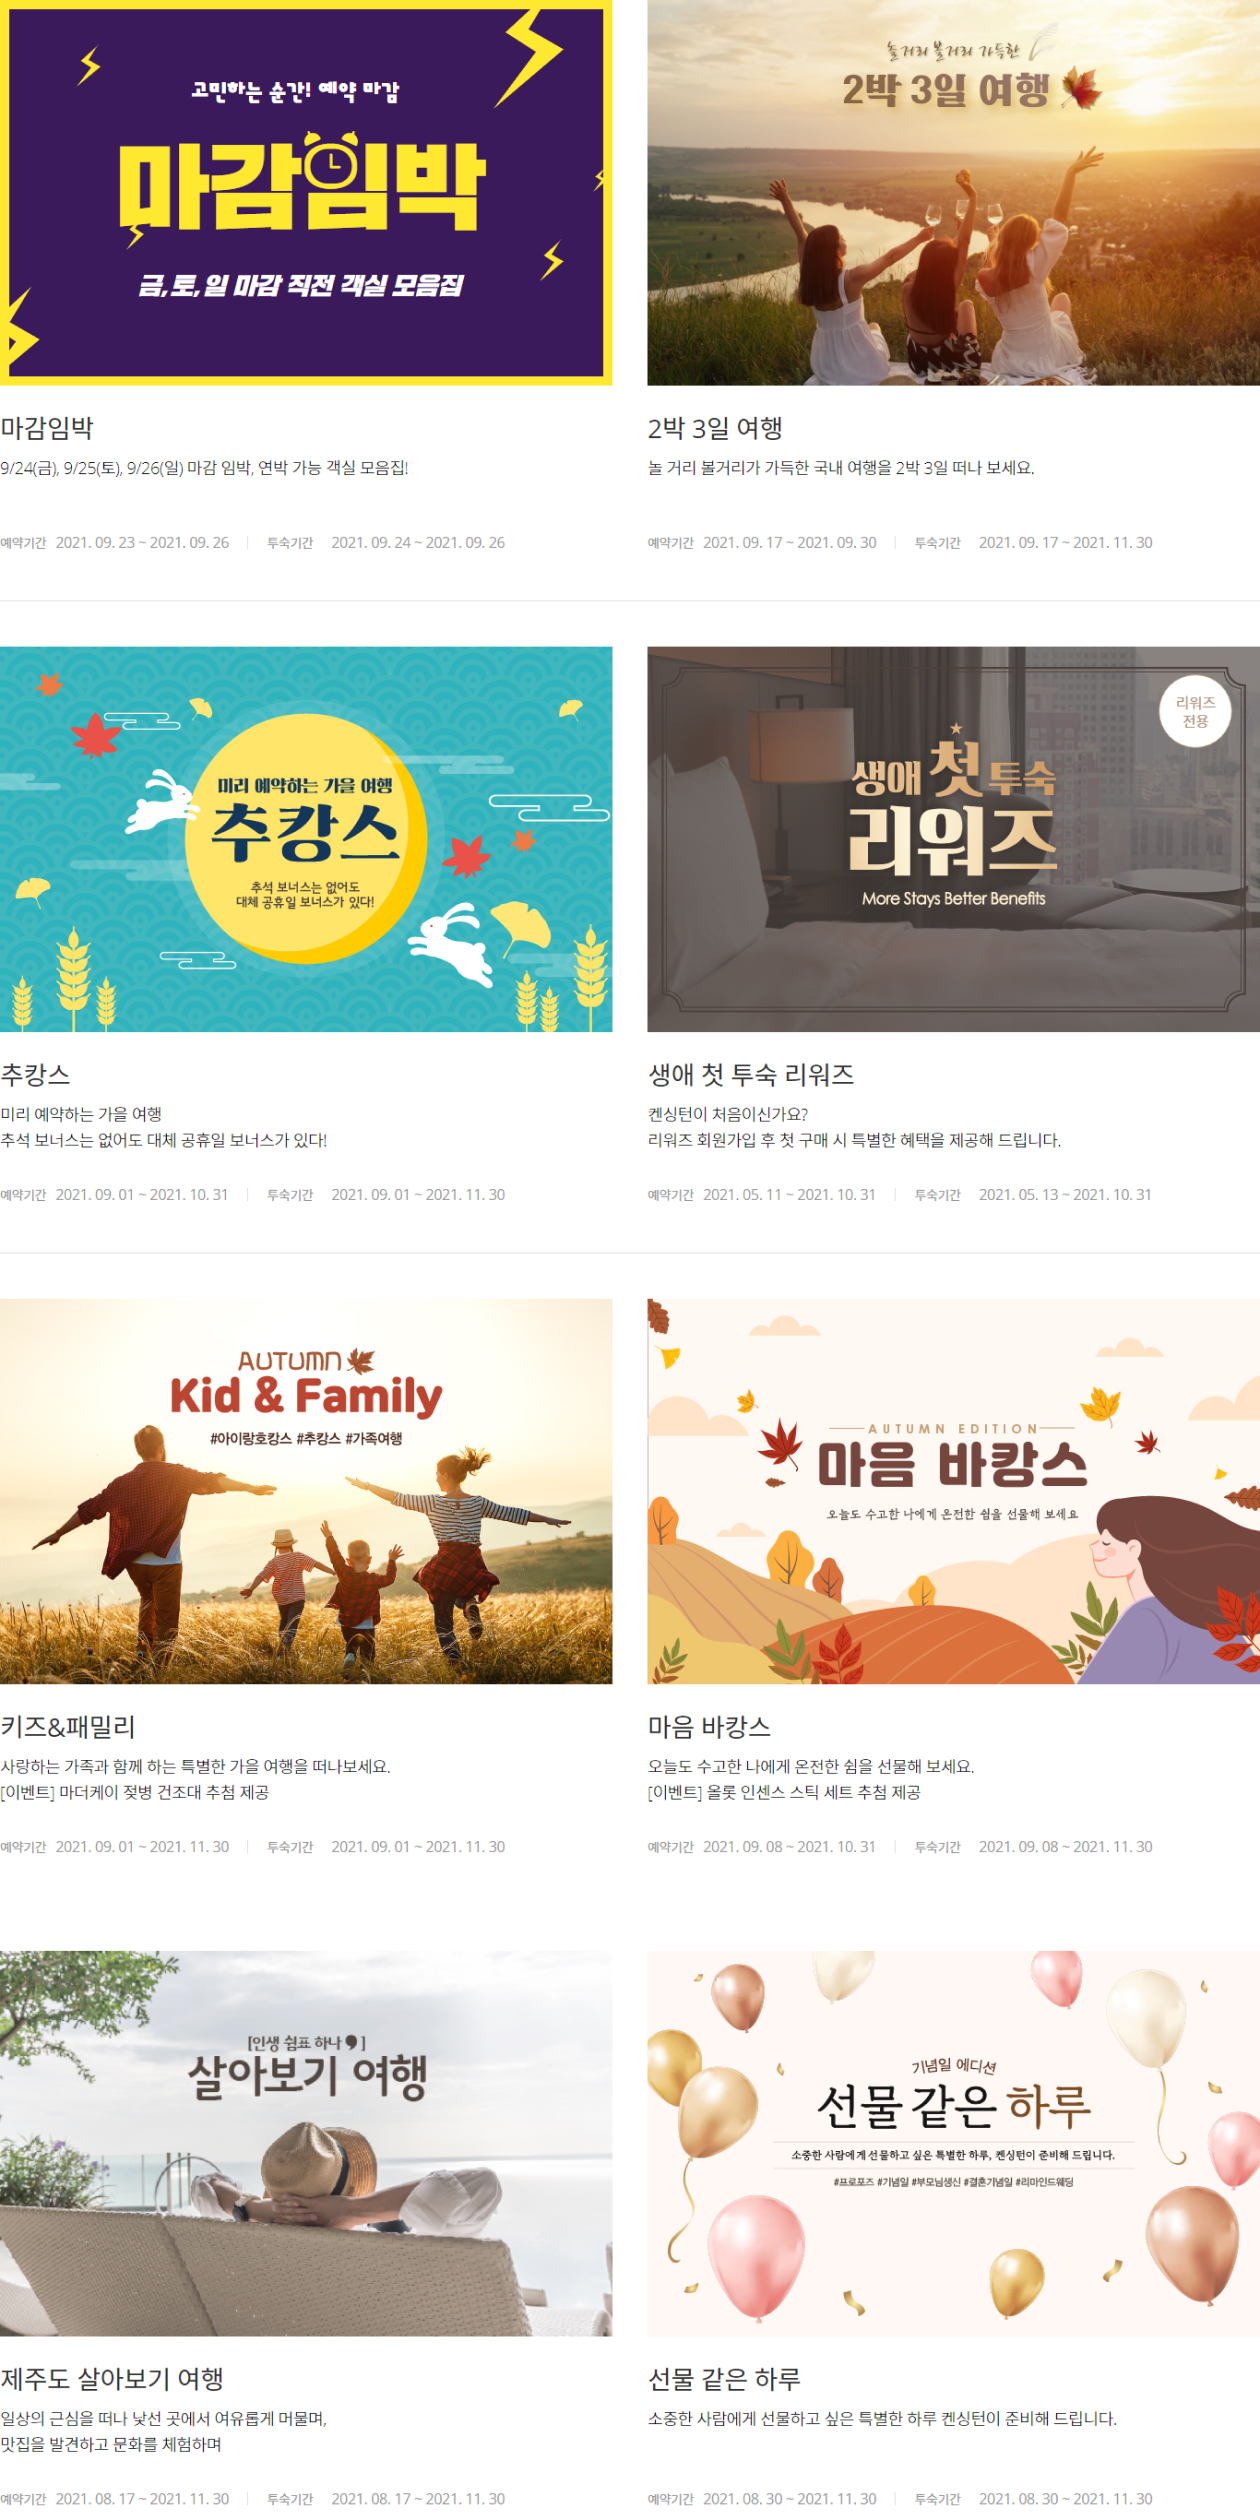 고민하는 순간! 예약 마감
마감임박
금, 토, 일 마감 직전 객실 모음집
마감임박
9/24(금), 9/25(토), 9/26(일) 마감 임박, 연박 가능 객실 모음집!
예약기간 2021. 09. 23 ~ 2021. 09. 26 투숙기간 2021. 09. 24 ~ 2021. 09. 26
놀거리 볼거리 가득한
2박 3일 여행
2박 3일 여행
놀 거리 볼거리가 가득한 국내 여행을 2박 3일 떠나 보세요.
예약기간 2021. 09. 17 ~ 2021. 09. 30 투숙기간 2021. 09. 17 ~ 2021. 11. 30
미리 예약하는 가을 여행
추캉스
추석 보너스는 없어도
대체 공휴일 보너스가 있다!
추캉스
미리 예약하는 가을 여행
추석 보너스는 없어도 대체 공휴일 보너스가 있다!
예약기간 2021. 09. 01 ~ 2021. 10. 31 투숙기간 2021. 09. 01 ~ 2021. 11. 30
리워즈
전용
생애 첫 투숙
리워즈
More Stays Better Benefits
생애 첫 투숙 리워즈
켄싱턴이 처음이신가요?
리워즈 회원가입 후 첫 구매 시 특별한 혜택을 제공해 드립니다.
예약기간 2021. 05. 11 ~ 2021. 10. 31 투숙기간 2021. 05. 13 ~ 2021. 10. 31
AUTUMN
Kid & Family
#아이랑호캉스 #추캉스 #가족여행
키즈&패밀리
사랑하는 가족과 함께 하는 특별한 가을 여행을 떠나보세요.
[이벤트] 마더케이 젖병 건조대 추첨 제공
예약기간 2021. 09. 01 ~ 2021. 11. 30 투숙기간 2021. 09. 01 ~ 2021. 11. 30
AUTUMN EDITION
마음 바캉스
오늘도 수고한 나에게 온전한 쉼을 선물해 보세요
마음 바캉스
오늘도 수고한 나에게 온전한 쉼을 선물해 보세요.
[이벤트] 올롯 인센스 스틱 세트 추첨 제공
예약기간 2021. 09. 08 ~ 2021. 10. 31 투숙기간 2021. 09. 08 ~ 2021. 11. 30
[인생 쉼표 하나 , ]
살아보기 여행
제주도 살아보기 여행
일상의 근심을 떠나 낯선 곳에서 여유롭게 머물며,
맛집을 발견하고 문화를 체험하며
예약기간 2021. 08. 17 ~ 2021. 11. 30 투숙기간 2021. 08. 17 ~ 2021. 11. 30
기념일 에디션
선물 같은 하루
소중한 사람에게 선물하고 싶은 특별한 하루, 켄싱턴이 준비해 드립니다.
#프로포즈 #기념일 #부모님생신 #결혼기념일 #리마인드웨딩
선물 같은 하루
소중한 사람에게 선물하고 싶은 특별한 하루 켄싱턴이 준비해 드립니다.
예약기간 2021. 08. 30 ~ 2021. 11. 30 투숙기간 2021. 08. 30 ~ 2021. 11. 30